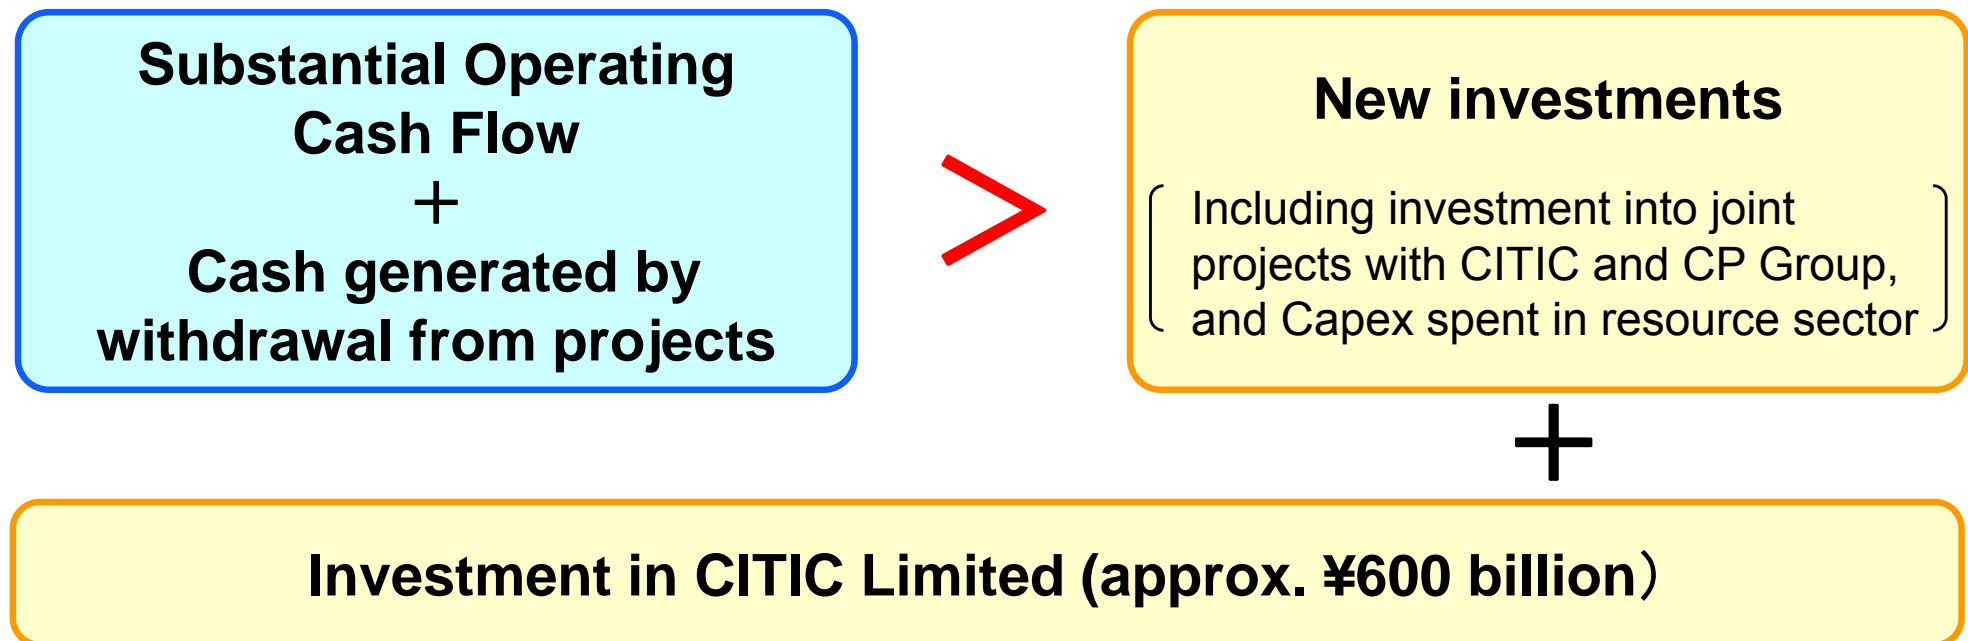 Substantial Operating
Cash Flow
+
Cash generated by
withdrawal from projects
>
New investments
Including investment into joint
projects with CITIC and CP Group,
and Capex spent in resource sector
+
Investment in CITIC Limited (approx. ¥600 billion）